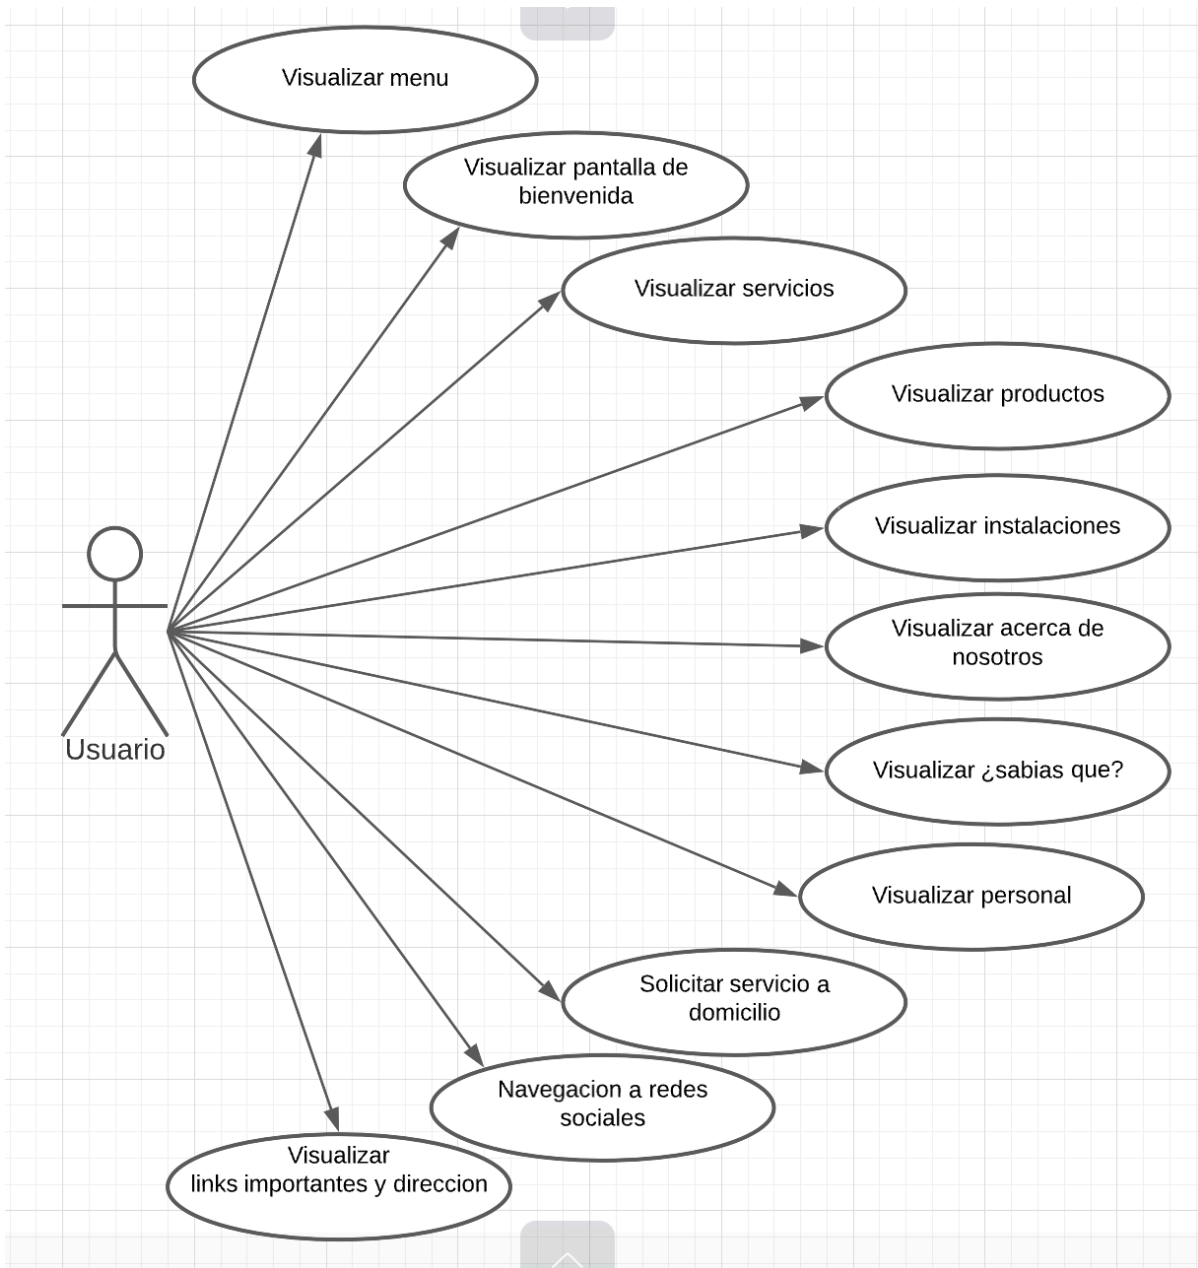 Visualizar menu
Visualizar pantalla de
bienvenida
Visualizar servicios
Visualizar productos
Visualizar instalaciones
Visualizar acerca de
nosotros
Usuario
Visualizar ¿sabias que?
Visualizar personal
Solicitar servicio a
domicilio
Navegacion a redes
sociales
Visualizar
links importantes y direccion